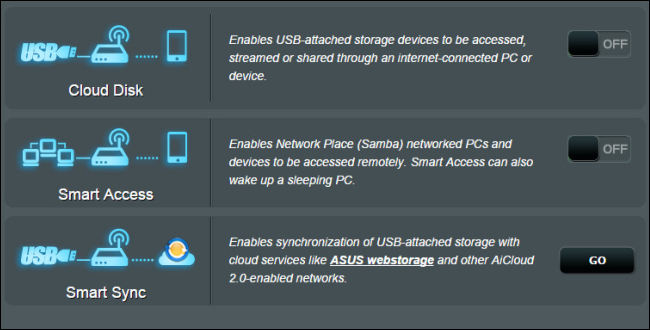 USB
Cloud Disk
Enables USB-attached storage devices to be accessed,
streamed or shared through an internet-connected PC or
device.
OFF
Smart Access
Enables Network Place (Samba) networked PCs and
devices to be accessed remotely. Smart Access can also
wake up a sleeping PC.
OFF
USB
Smart Sync
Enables synchronization of USB-attached storage with
cloud services like ASUS webstorage and other AiCloud
2.0-enabled networks.
GO